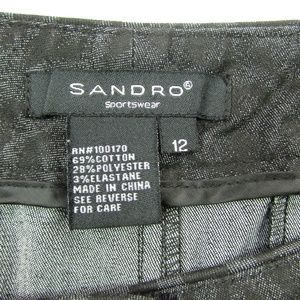 SANDRO®
Sportswear
12
RN#100170
69%COTTON
28%POLYESTER
3%ELASTANE
MADE IN CHINA
SEE REVERSE
FOR CARE